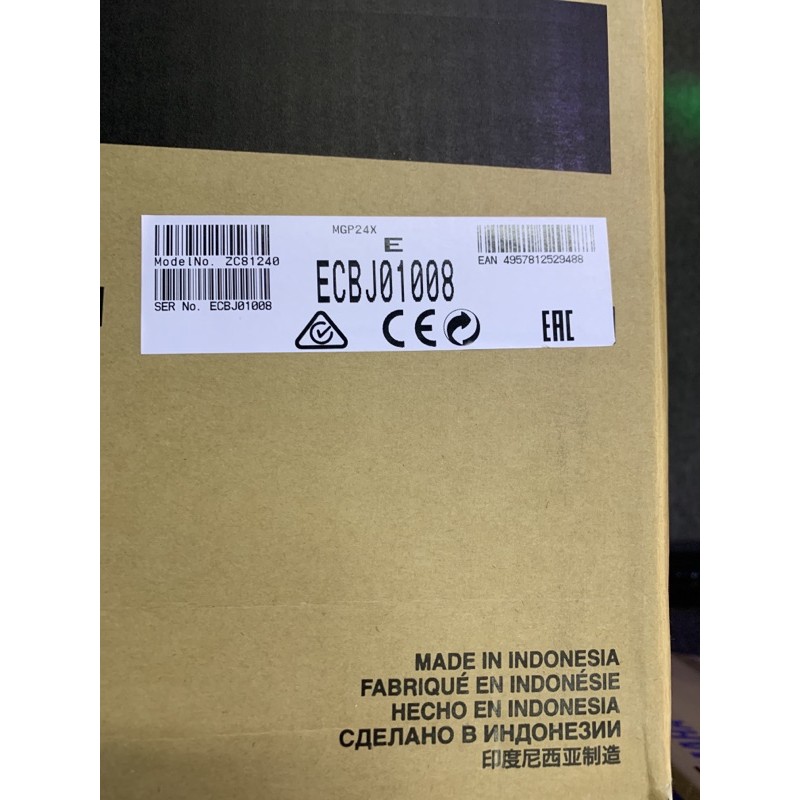 MGP24X
E
ModelNo. ZC81240
EAN 4957812529488
ECBJ01008
SER No. ECBJ01008
CE
EAC
MADE IN INDONESIA
FABRIQUÉ EN INDONÉSIE
HECHO EN INDONESIA
СДЕЛАНО В ИНДОНЕЗИИ
印度尼西亚制造